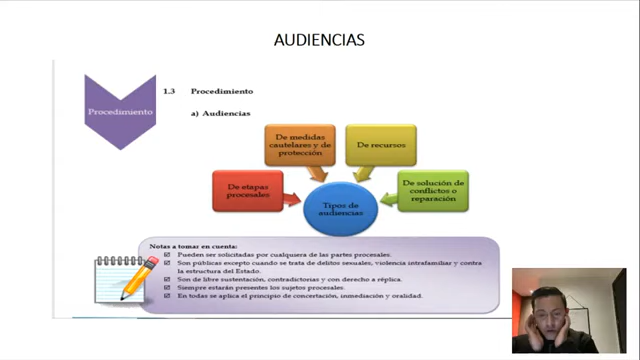 AUDIENCIAS
1.3 Procedimiento
Procedimiento
a) Audiencias
De medidas
cautelares y de
protección
De recursos
De etapas
procesales
Tipos de
audiencias
De solución de
conflictos o
reparación
Notas a tomar en cuenta:
Pueden ser solicitadas por cualquiera de las partes procesales.
Son públicas excepto cuando se trata de delitos sexuales, violencia intrafamiliar y contra
la estructura del Estado.
Son de libre sustentación, contradictorias y con derecho a réplica.
Siempre estarán presentes los sujetos procesales.
En todas se aplica el principio de concertación, inmediación y oralidad.